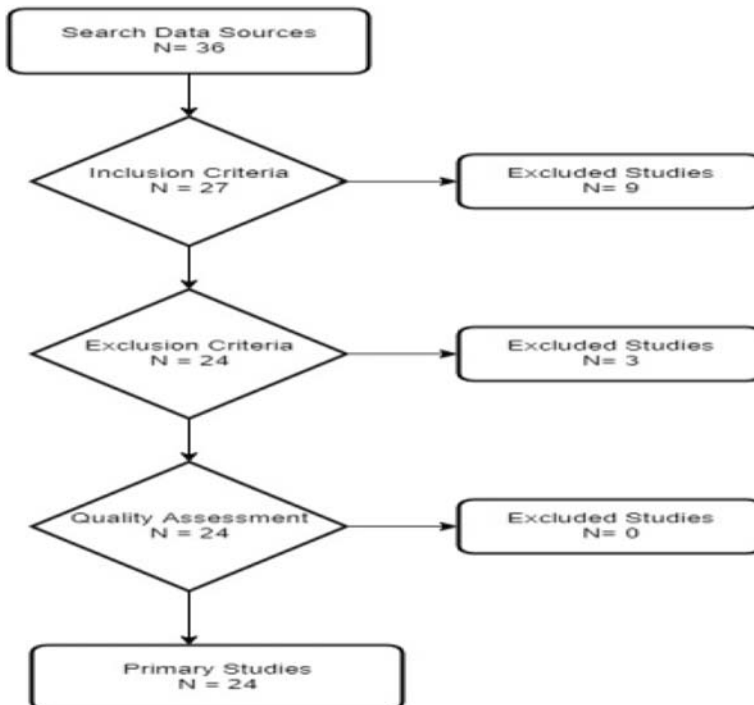 Search Data Sources
N= 36
Inclusion Criteria
N = 27
Excluded Studies
N= 9
Exclusion Criteria
N = 24
Excluded Studies
N= 3
Quality Assessment
N = 24
Excluded Studies
N= 0
Primary Studies
N = 24